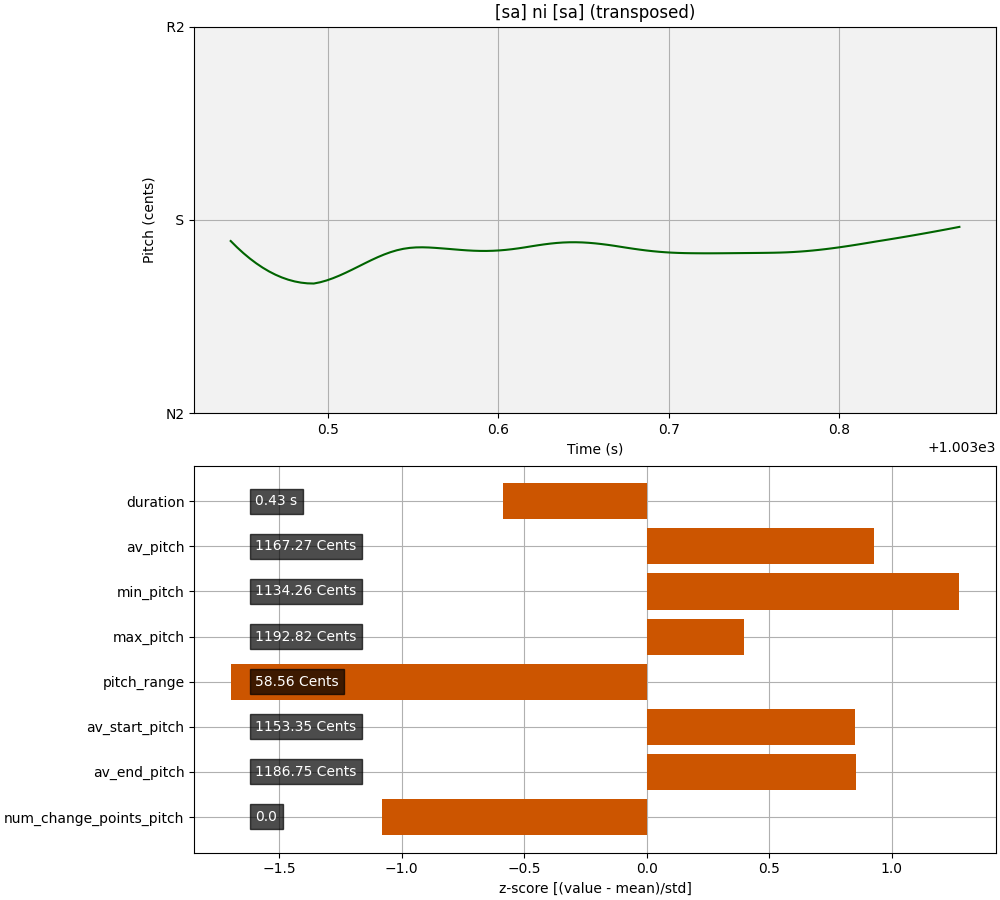 [sa] ni [sa] (transposed)
R2
S
N2
Pitch (cents)
0.5 0.6 0.7 0.8
Time (s)
+1.003e3
duration 0.43 s
av_pitch 1167.27 Cents
min_pitch 1134.26 Cents
max_pitch 1192.82 Cents
pitch_range 58.56 Cents
av_start_pitch 1153.35 Cents
av_end_pitch 1186.75 Cents
num_change_points_pitch 0.0
−1.5 −1.0 −0.5 0.0 0.5 1.0
z-score [(value - mean)/std]